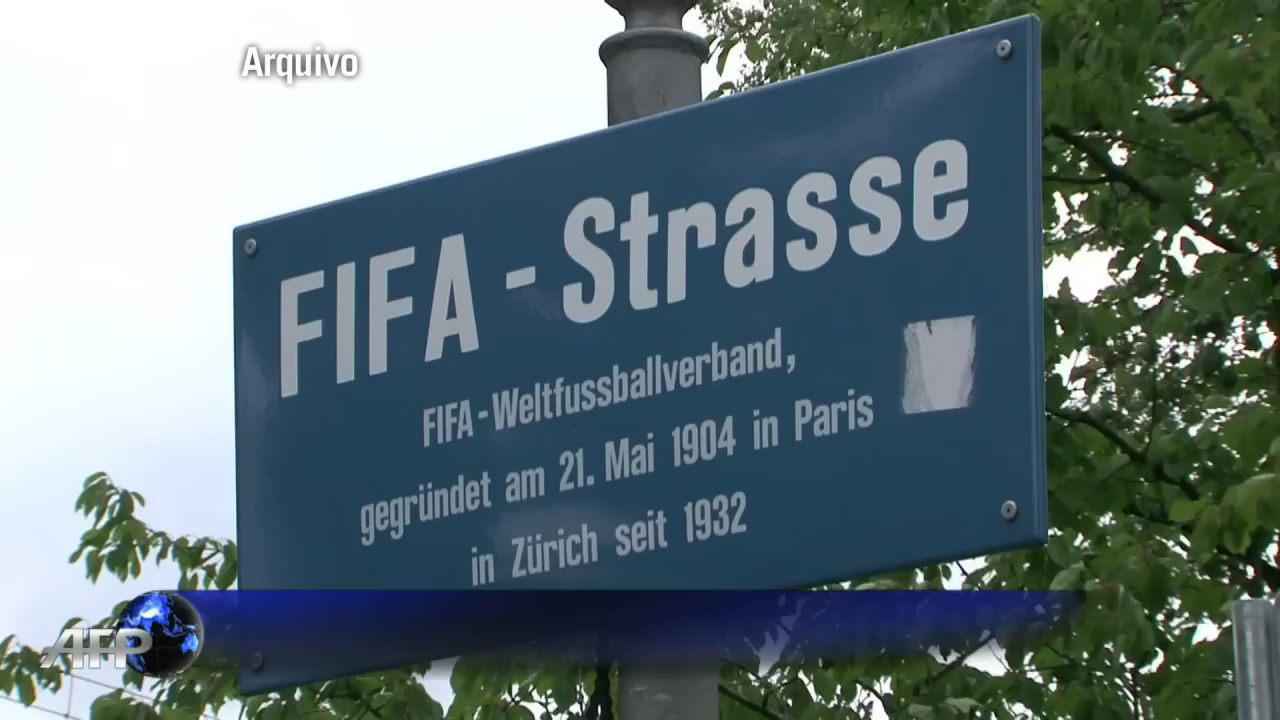 Arquivo
FIFA - Strasse
FIFA - Weltfussballverband,
gegründet am 21. Mai 1904 in Paris
in Zürich seit 1932
AFP